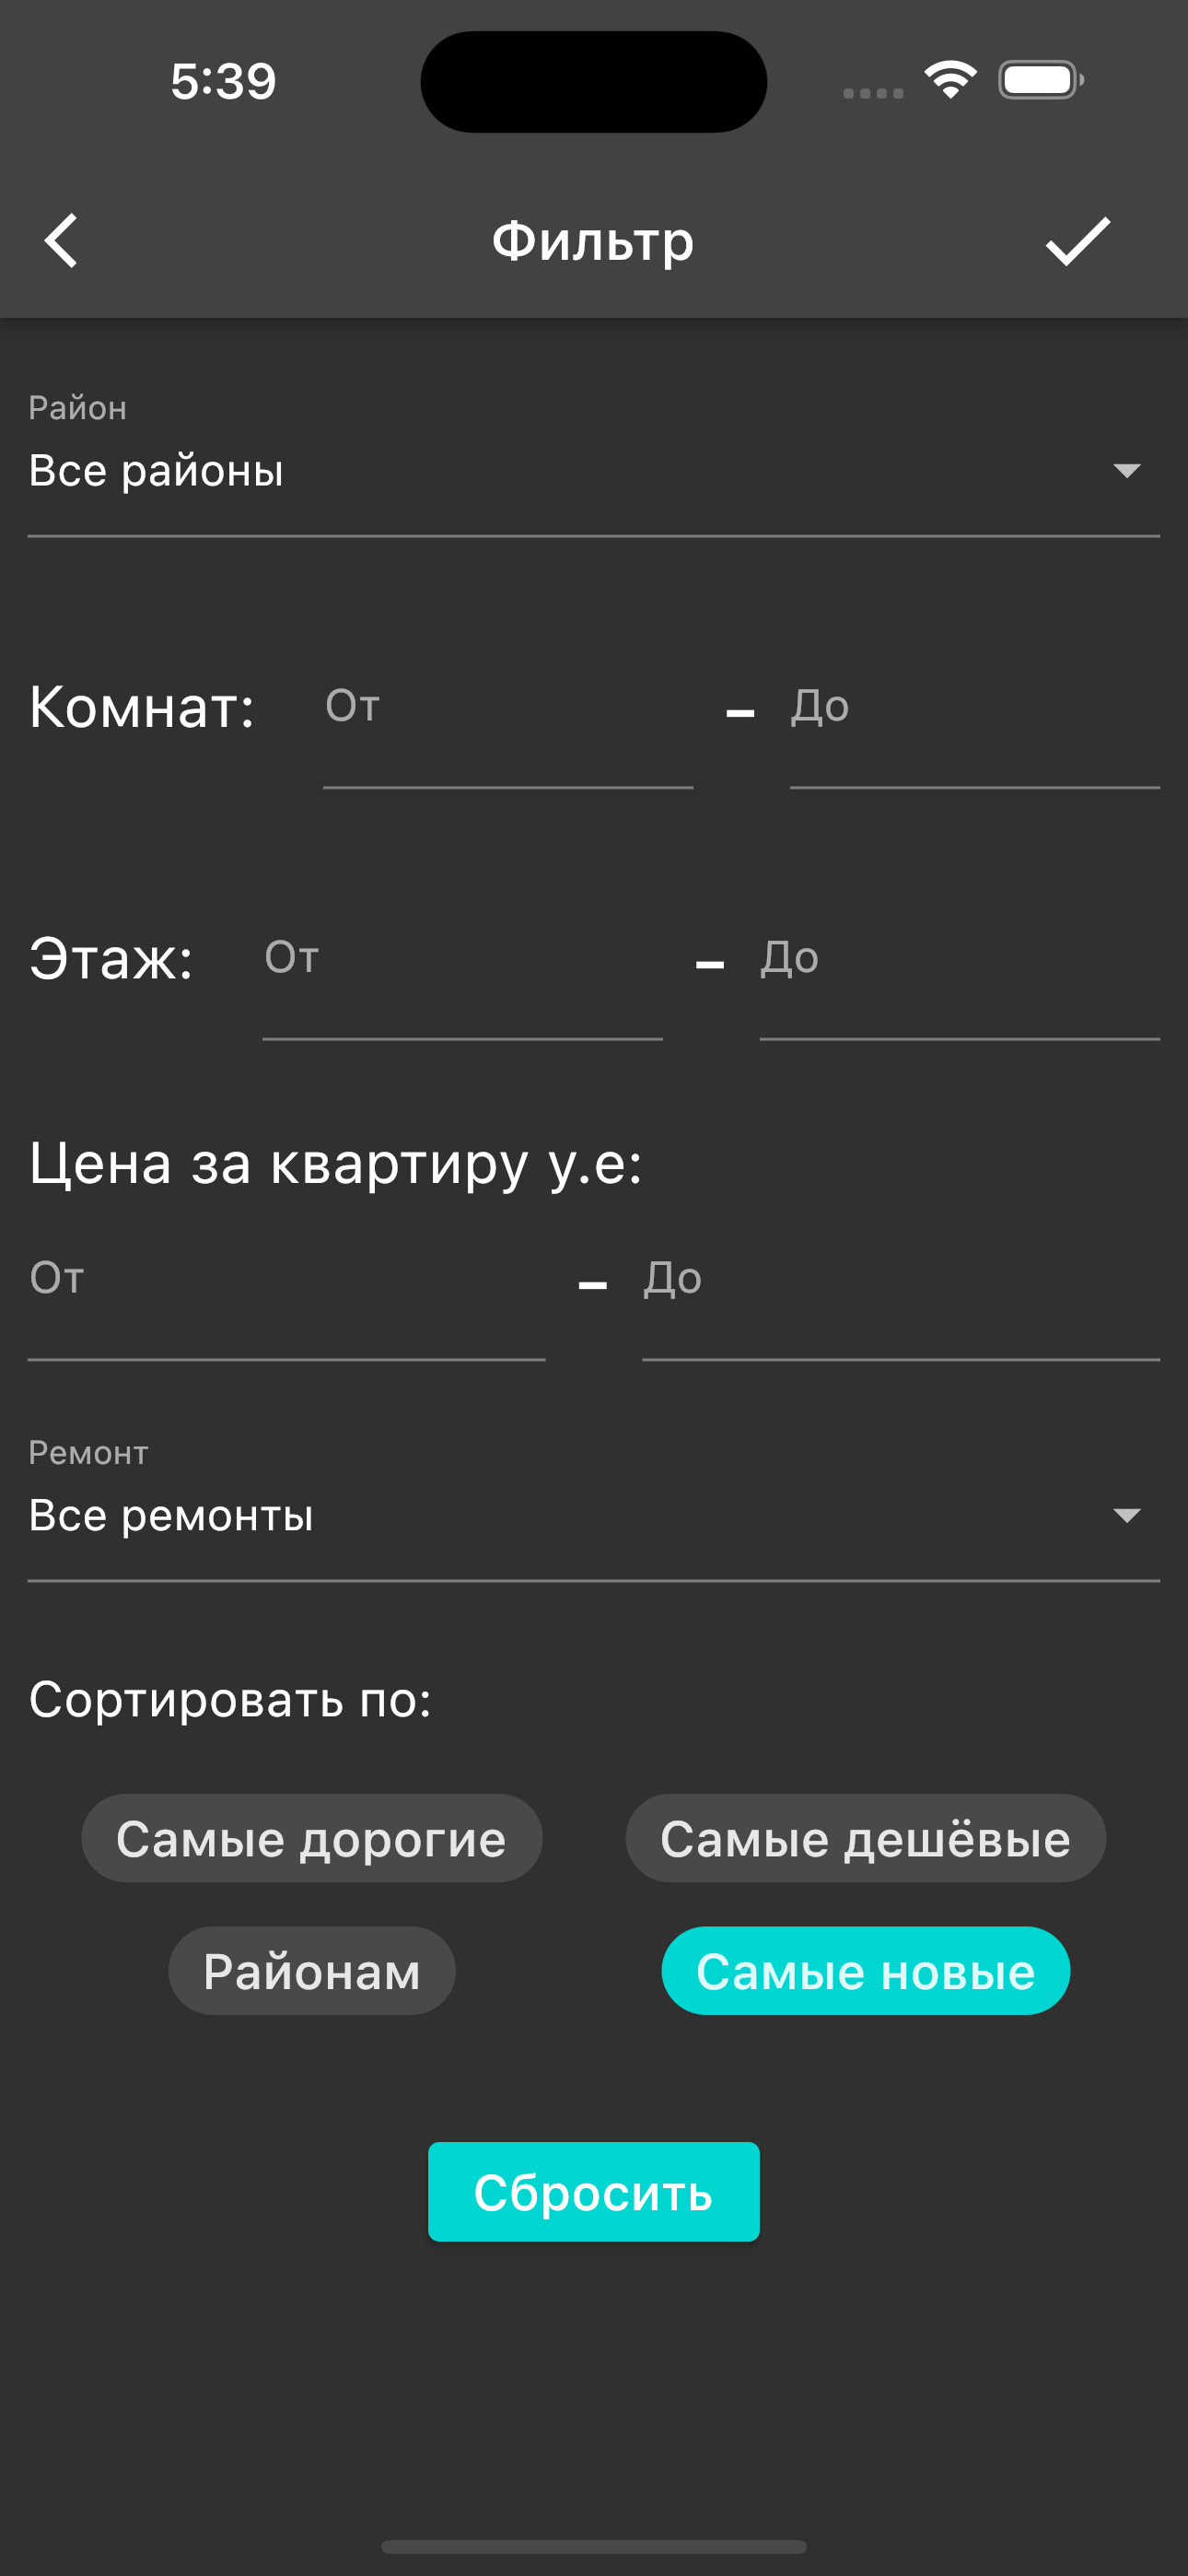 5:39
Фильтр
Район
Все районы
Комнат: От – До
Этаж: От – До
Цена за квартиру у.е:
От – До
Ремонт
Все ремонты
Сортировать по:
Самые дорогие Самые дешёвые
Районам Самые новые
Сбросить